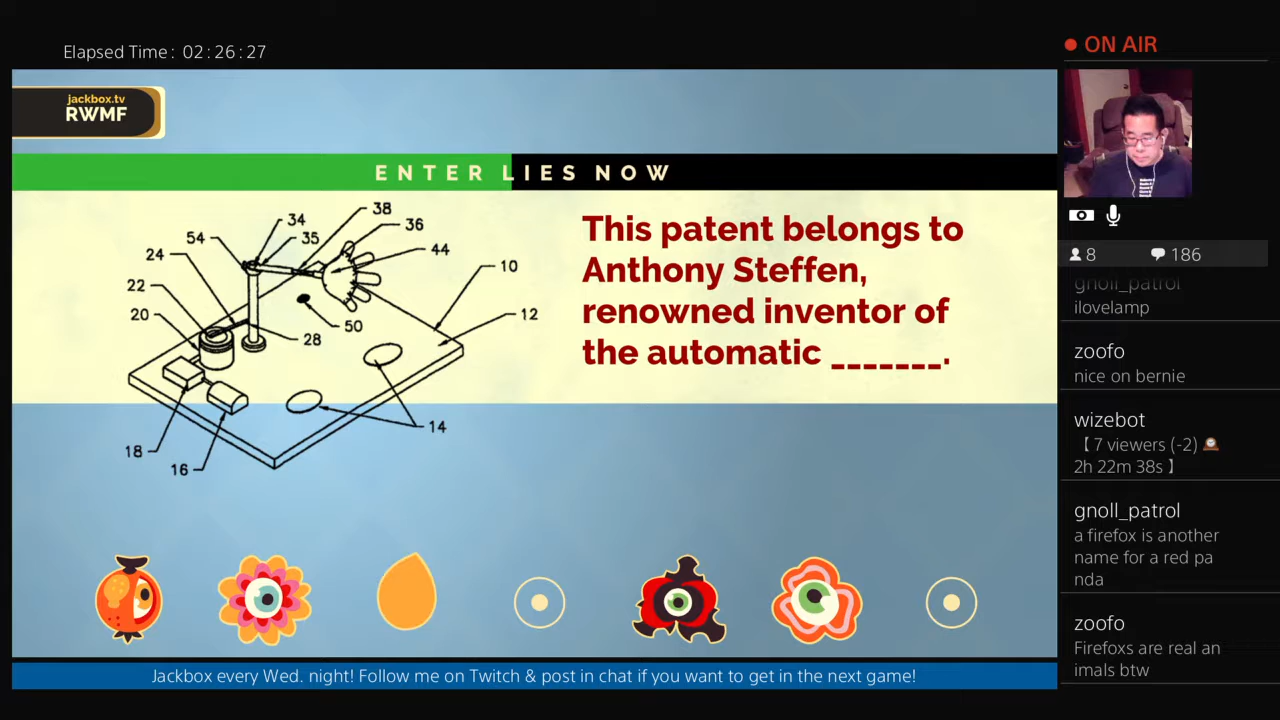 Elapsed Time: 02:26:27
ON AIR
jackbox.tv
RWMF
ENTER LIES NOW
38
34
36
54
35
44
24
10
22
20
12
50
28
14
18
16
This patent belongs to
Anthony Steffen,
renowned inventor of
the automatic _______.
8 186
gnoll_patrol
ilovelamp
zoofo
nice on bernie
wizebot
【 7 viewers (-2) 🕰
2h 22m 38s 】
gnoll_patrol
a firefox is another
name for a red pa
nda
zoofo
Firefoxs are real an
imals btw
Jackbox every Wed. night! Follow me on Twitch & post in chat if you want to get in the next game!